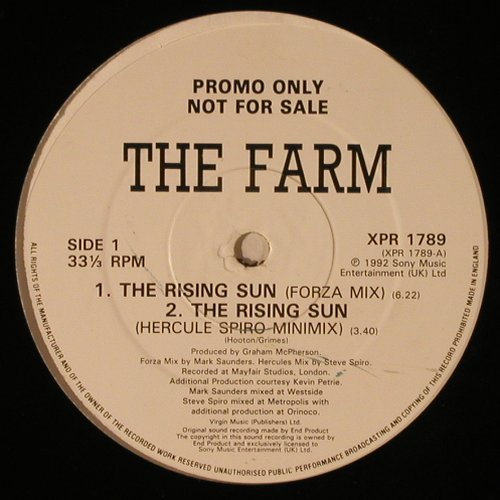 PROMO ONLY
NOT FOR SALE
THE FARM
SIDE 1
33⅓ RPM
XPR 1789
(XPR 1789-A)
℗ 1992 Sony Music
Entertainment (UK) Ltd
1. THE RISING SUN (FORZA MIX) (6.22)
2. THE RISING SUN
(HERCULE SPIRO MINIMIX) (3.40)
(Hooton/Grimes)
Produced by Graham McPherson.
Forza Mix by Mark Saunders. Hercules Mix by Steve Spiro.
Recorded at Mayfair Studios, London.
Additional Production courtesy Kevin Petrie.
Mark Saunders mixed at Westside
Steve Spiro mixed at Metropolis with
additional production at Orinoco.
Virgin Music (Publishers) Ltd.
Original sound recording made by End Product
The copyright in this sound recording is owned by
End Product and exclusively licensed to
Sony Music Entertainment (UK) Ltd.
ALL RIGHTS OF THE MANUFACTURER AND OF THE OWNER OF THE RECORDED WORK RESERVED UNAUTHORISED PUBLIC PERFORMANCE BROADCASTING AND COPYING OF THIS RECORD PROHIBITED MADE IN ENGLAND